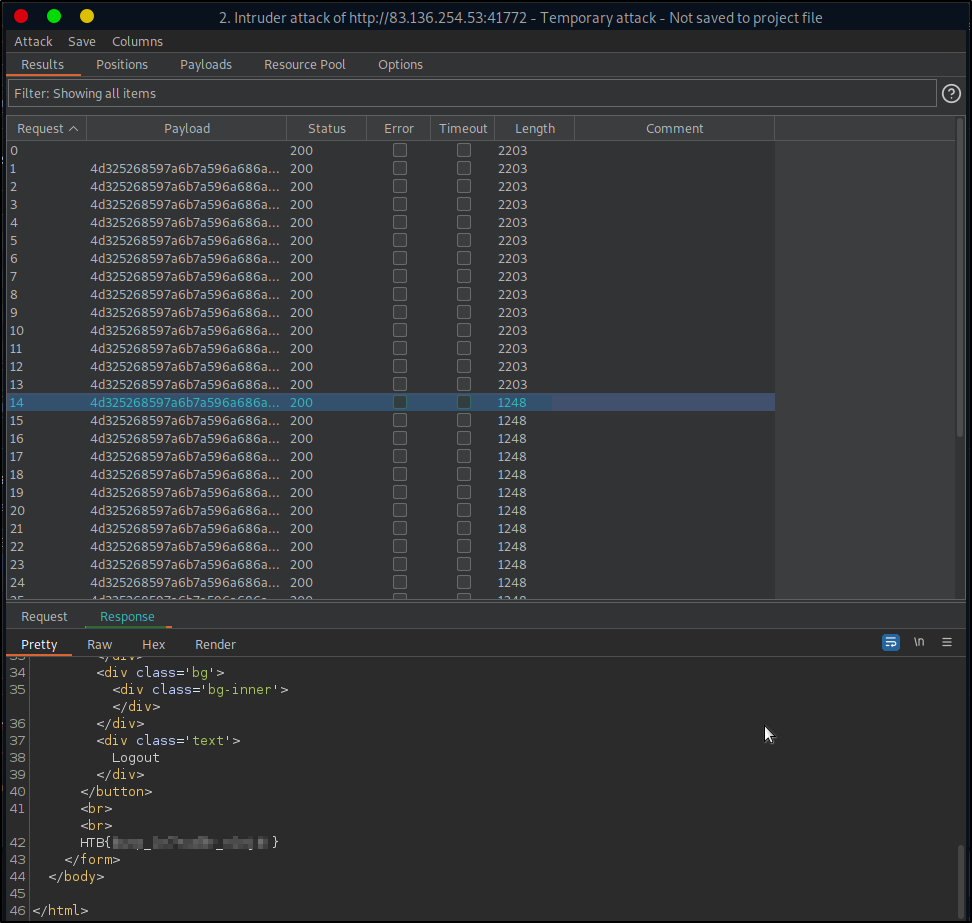 2. Intruder attack of http://83.136.254.53:41772 - Temporary attack - Not saved to project file
Attack Save Columns
Results Positions Payloads Resource Pool Options
Filter: Showing all items
?
Request Payload Status Error Timeout Length Comment
0 200 2203
1 4d325268597a6b7a596a686a... 200 2203
2 4d325268597a6b7a596a686a... 200 2203
3 4d325268597a6b7a596a686a... 200 2203
4 4d325268597a6b7a596a686a... 200 2203
5 4d325268597a6b7a596a686a... 200 2203
6 4d325268597a6b7a596a686a... 200 2203
7 4d325268597a6b7a596a686a... 200 2203
8 4d325268597a6b7a596a686a... 200 2203
9 4d325268597a6b7a596a686a... 200 2203
10 4d325268597a6b7a596a686a... 200 2203
11 4d325268597a6b7a596a686a... 200 2203
12 4d325268597a6b7a596a686a... 200 2203
13 4d325268597a6b7a596a686a... 200 2203
14 4d325268597a6b7a596a686a... 200 1248
15 4d325268597a6b7a596a686a... 200 1248
16 4d325268597a6b7a596a686a... 200 1248
17 4d325268597a6b7a596a686a... 200 1248
18 4d325268597a6b7a596a686a... 200 1248
19 4d325268597a6b7a596a686a... 200 1248
20 4d325268597a6b7a596a686a... 200 1248
21 4d325268597a6b7a596a686a... 200 1248
22 4d325268597a6b7a596a686a... 200 1248
23 4d325268597a6b7a596a686a... 200 1248
24 4d325268597a6b7a596a686a... 200 1248
25 4d325268597a6b7a596a686a... 200 1248
Request Response
Pretty Raw Hex Render \n
33 </div>
34 <div class='bg'>
35 <div class='bg-inner'>
</div>
36 </div>
37 <div class='text'>
38 Logout
39 </div>
40 </button>
41 <br>
<br>
42 HTB{ }
43 </form>
44 </body>
45
46 </html>